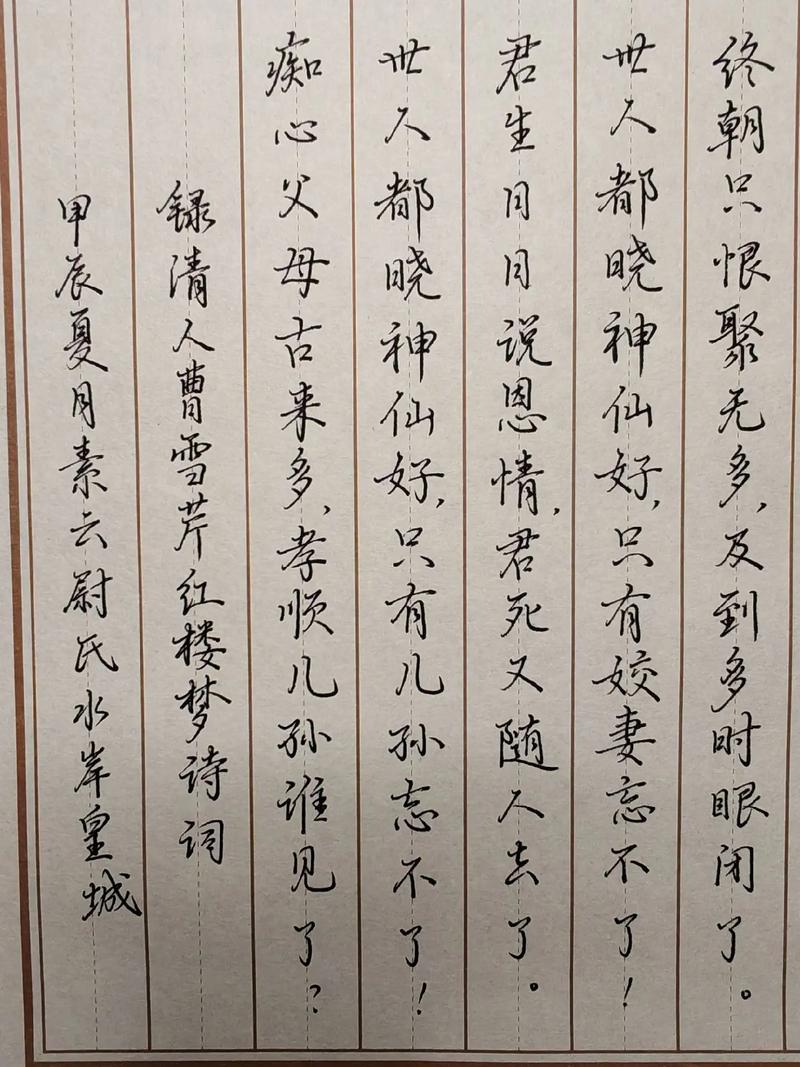 终朝只恨聚无多,及到多时眼闭了。
世人都晓神仙好,只有姣妻忘不了!
君生日日说恩情,君死又随人去了。
世人都晓神仙好,只有儿孙忘不了!
痴心父母古来多,孝顺儿孙谁见了?
录清人曹雪芹红楼梦诗词
甲辰夏月素云尉氏水岸皇城